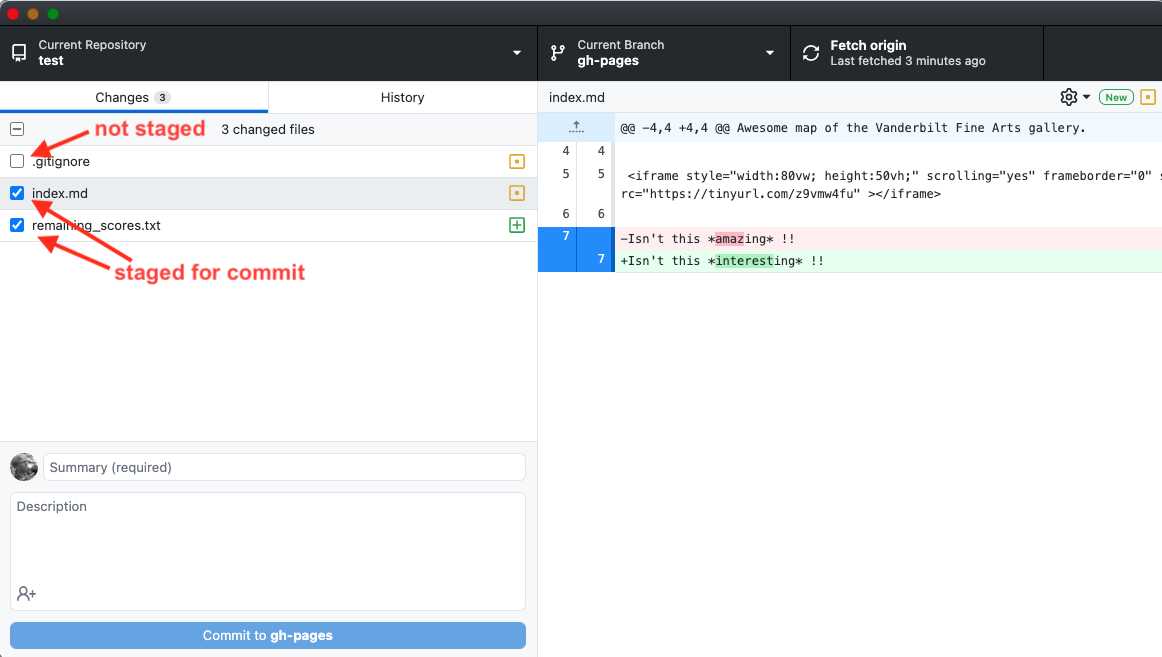 Current Repository
test
Current Branch
gh-pages
Fetch origin
Last fetched 3 minutes ago
Changes 3
History
not staged
3 changed files
.gitignore
index.md
remaining_scores.txt
staged for commit
Summary (required)
Description
Commit to gh-pages
index.md
New
@@ -4,4 +4,4 @@ Awesome map of the Vanderbilt Fine Arts gallery.
4 4
5 5 <iframe style="width:80vw; height:50vh;" scrolling="yes" frameborder="0" s
rc="https://tinyurl.com/z9vmw4fu" ></iframe>
6 6
7 -Isn't this *amazing* !!
7 +Isn't this *interesting* !!